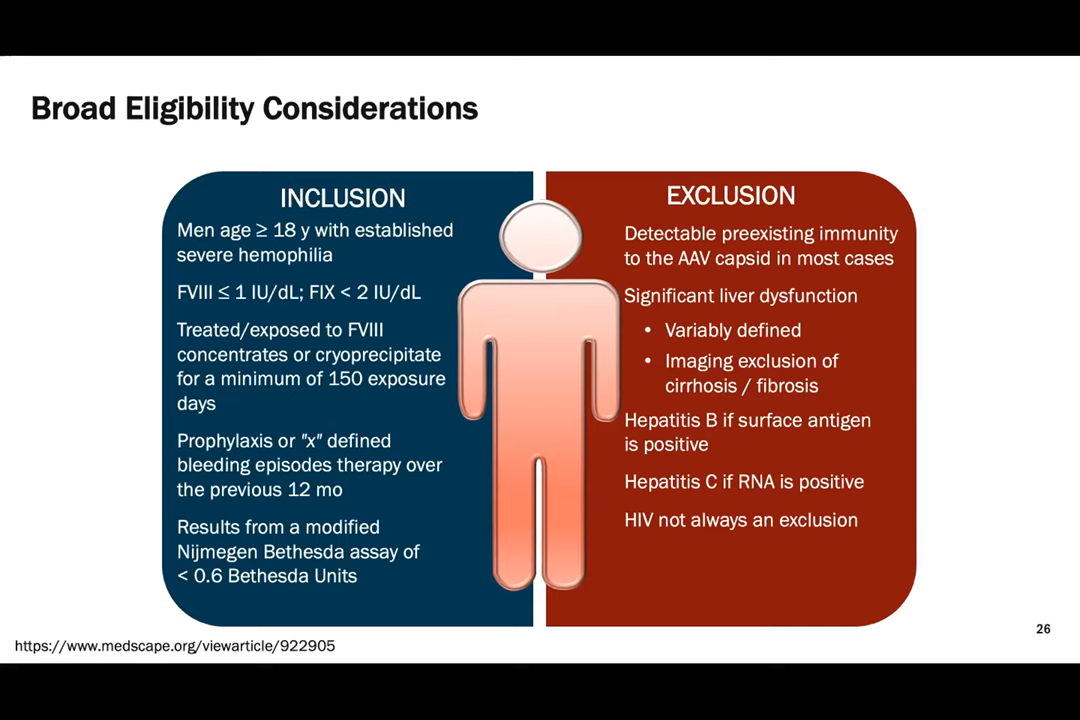 Broad Eligibility Considerations
INCLUSION
Men age ≥ 18 y with established
severe hemophilia
FVIII ≤ 1 IU/dL; FIX < 2 IU/dL
Treated/exposed to FVIII
concentrates or cryoprecipitate
for a minimum of 150 exposure
days
Prophylaxis or "x" defined
bleeding episodes therapy over
the previous 12 mo
Results from a modified
Nijmegen Bethesda assay of
< 0.6 Bethesda Units
EXCLUSION
Detectable preexisting immunity
to the AAV capsid in most cases
Significant liver dysfunction
• Variably defined
• Imaging exclusion of
cirrhosis / fibrosis
Hepatitis B if surface antigen
is positive
Hepatitis C if RNA is positive
HIV not always an exclusion
26
https://www.medscape.org/viewarticle/922905